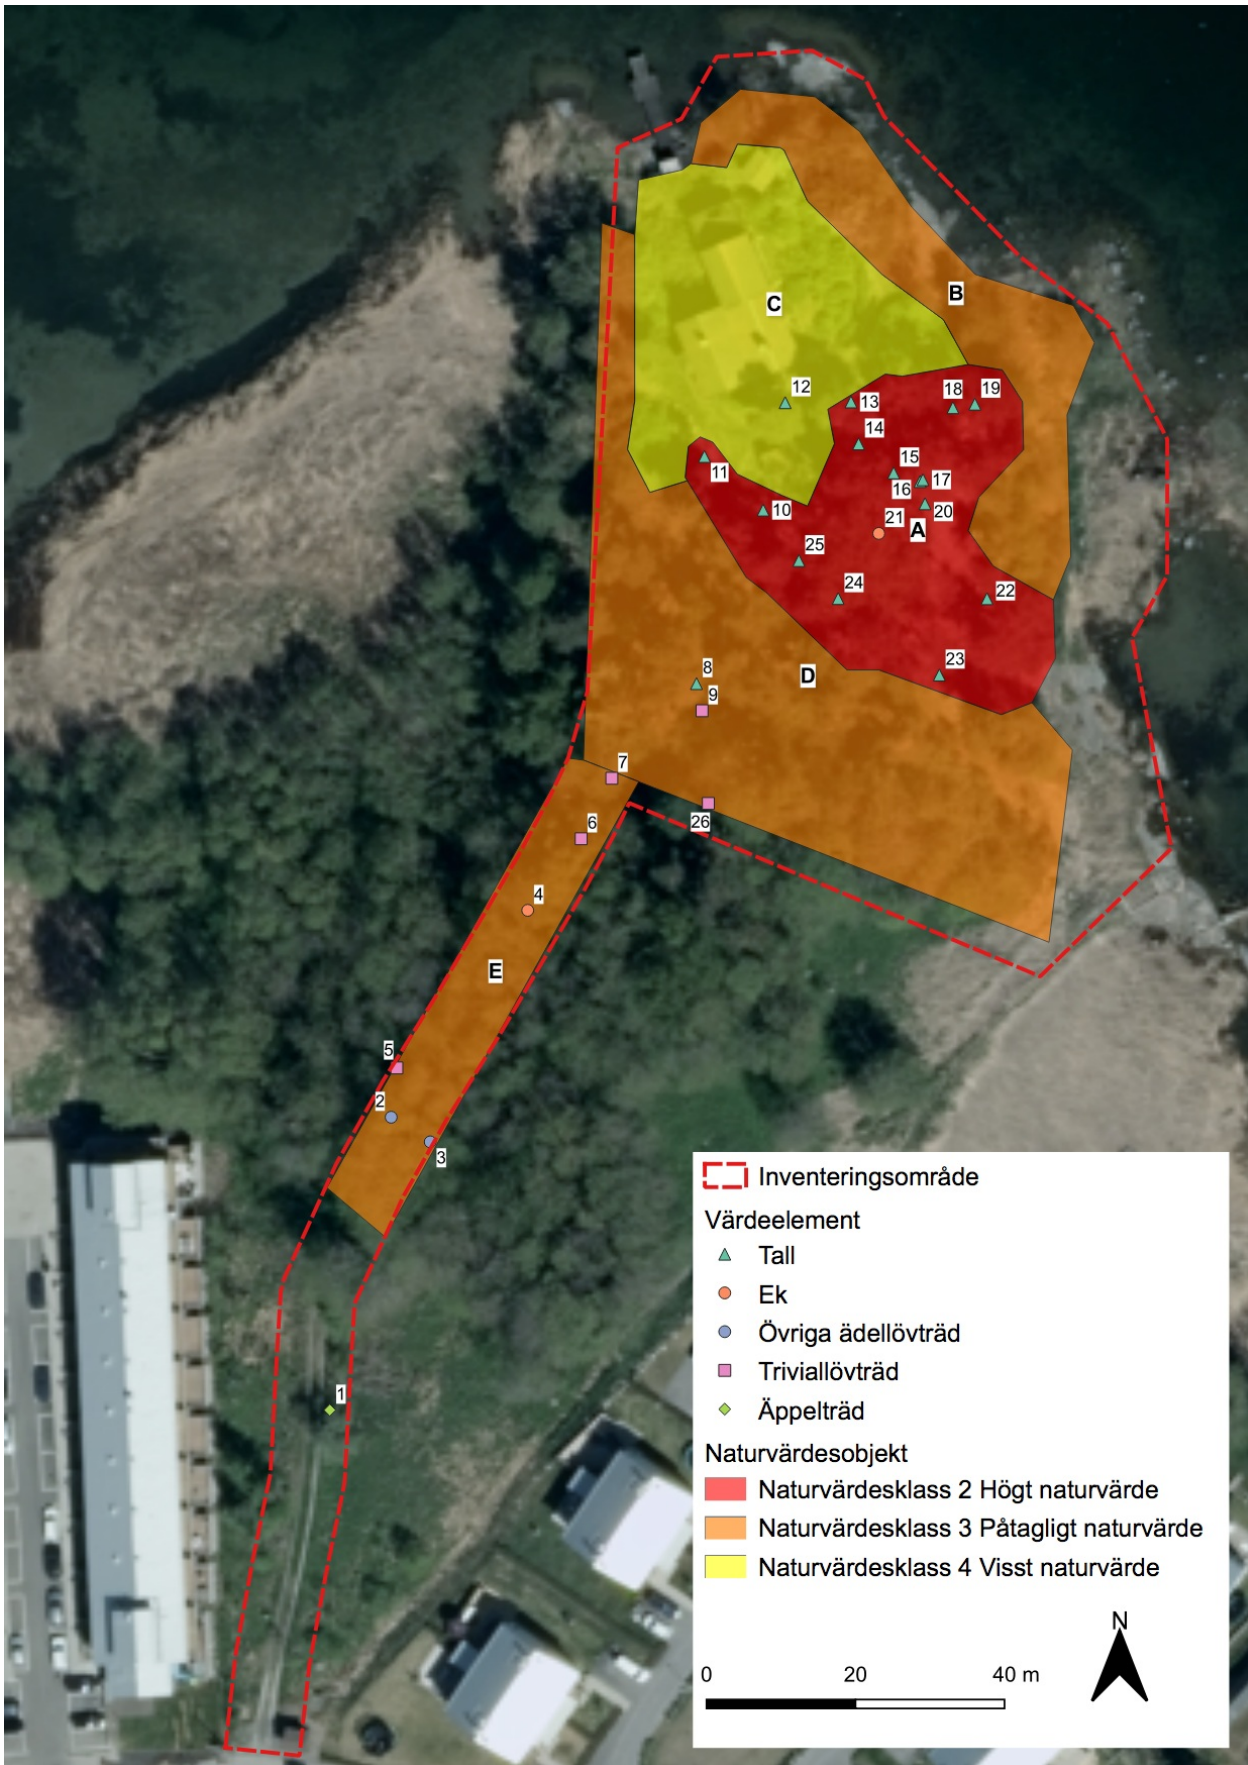 C
B
12
13
18
19
14
11
15
17
16
10
20
21
A
25
24
22
23
8
D
9
7
26
6
4
E
5
2
3
1
Inventeringsområde
Värdeelement
Tall
Ek
Övriga ädellövträd
Triviallövträd
Äppelträd
Naturvärdesobjekt
Naturvärdesklass 2 Högt naturvärde
Naturvärdesklass 3 Påtagligt naturvärde
Naturvärdesklass 4 Visst naturvärde
N
0 20 40 m